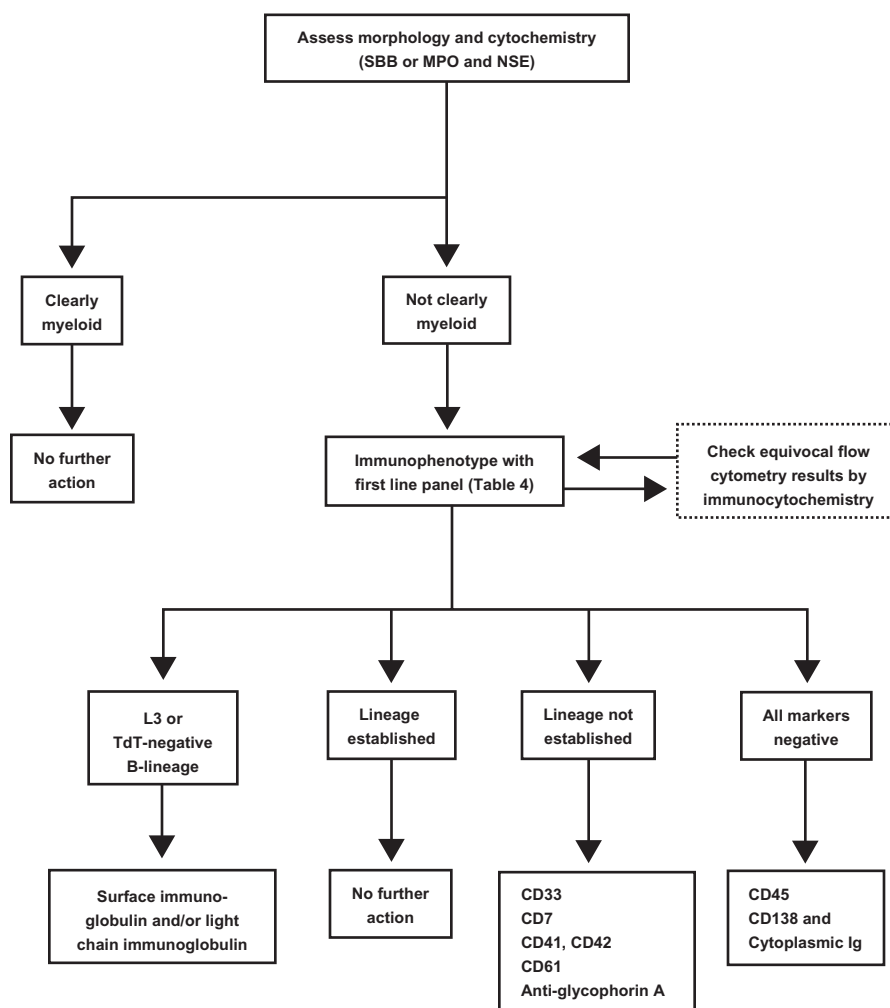 Assess morphology and cytochemistry
(SBB or MPO and NSE)
Clearly
myeloid
Not clearly
myeloid
No further
action
Immunophenotype with
first line panel (Table 4)
Check equivocal flow
cytometry results by
immunocytochemistry
L3 or
TdT-negative
B-lineage
Lineage
established
Lineage not
established
All markers
negative
Surface immuno-
globulin and/or light
chain immunoglobulin
No further
action
CD33
CD7
CD41, CD42
CD61
Anti-glycophorin A
CD45
CD138 and
Cytoplasmic Ig